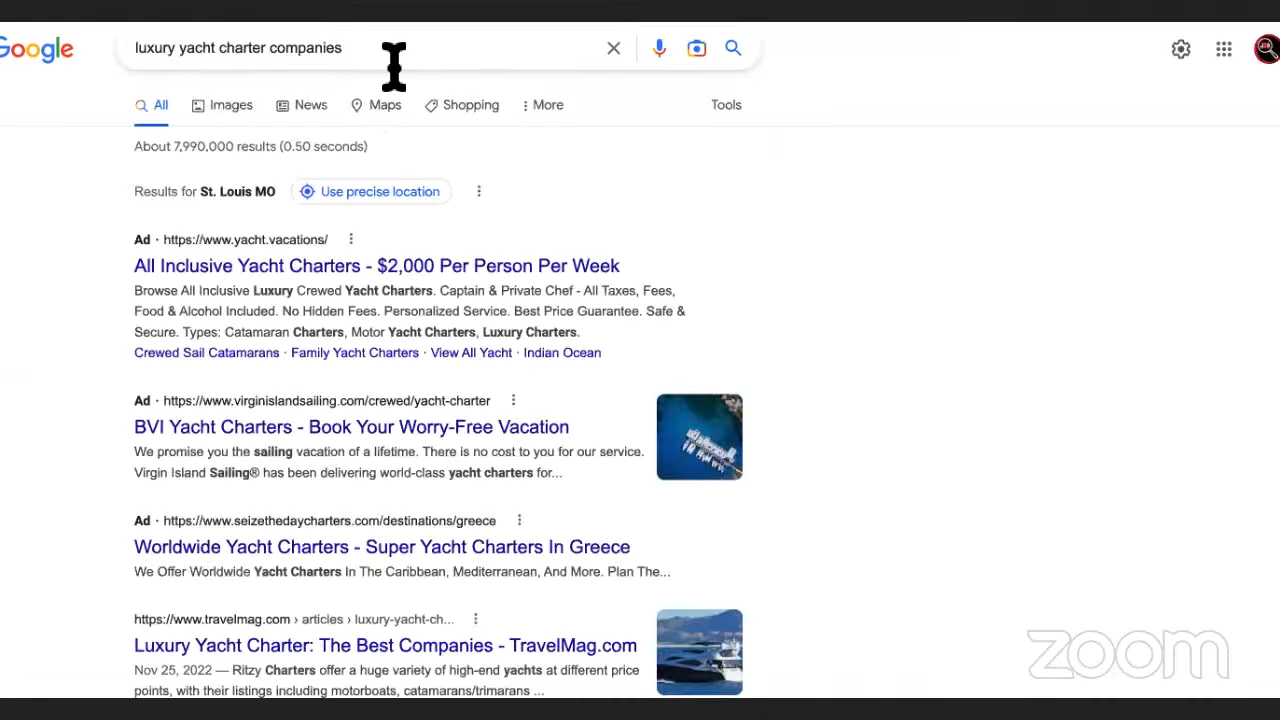 Google
luxury yacht charter companies
All Images News Maps Shopping More Tools
About 7,990,000 results (0.50 seconds)
Results for St. Louis MO Use precise location
Ad · https://www.yacht.vacations/
All Inclusive Yacht Charters - $2,000 Per Person Per Week
Browse All Inclusive Luxury Crewed Yacht Charters. Captain & Private Chef - All Taxes, Fees,
Food & Alcohol Included. No Hidden Fees. Personalized Service. Best Price Guarantee. Safe &
Secure. Types: Catamaran Charters, Motor Yacht Charters, Luxury Charters.
Crewed Sail Catamarans · Family Yacht Charters · View All Yacht · Indian Ocean
Ad · https://www.virginislandsailing.com/crewed/yacht-charter
BVI Yacht Charters - Book Your Worry-Free Vacation
We promise you the sailing vacation of a lifetime. There is no cost to you for our service.
Virgin Island Sailing® has been delivering world-class yacht charters for...
Ad · https://www.seizethedaycharters.com/destinations/greece
Worldwide Yacht Charters - Super Yacht Charters In Greece
We Offer Worldwide Yacht Charters In The Caribbean, Mediterranean, And More. Plan The...
https://www.travelmag.com › articles › luxury-yacht-ch...
Luxury Yacht Charter: The Best Companies - TravelMag.com
Nov 25, 2022 — Ritzy Charters offer a huge variety of high-end yachts at different price
points, with their listings including motorboats, catamarans/trimarans ...
zoom